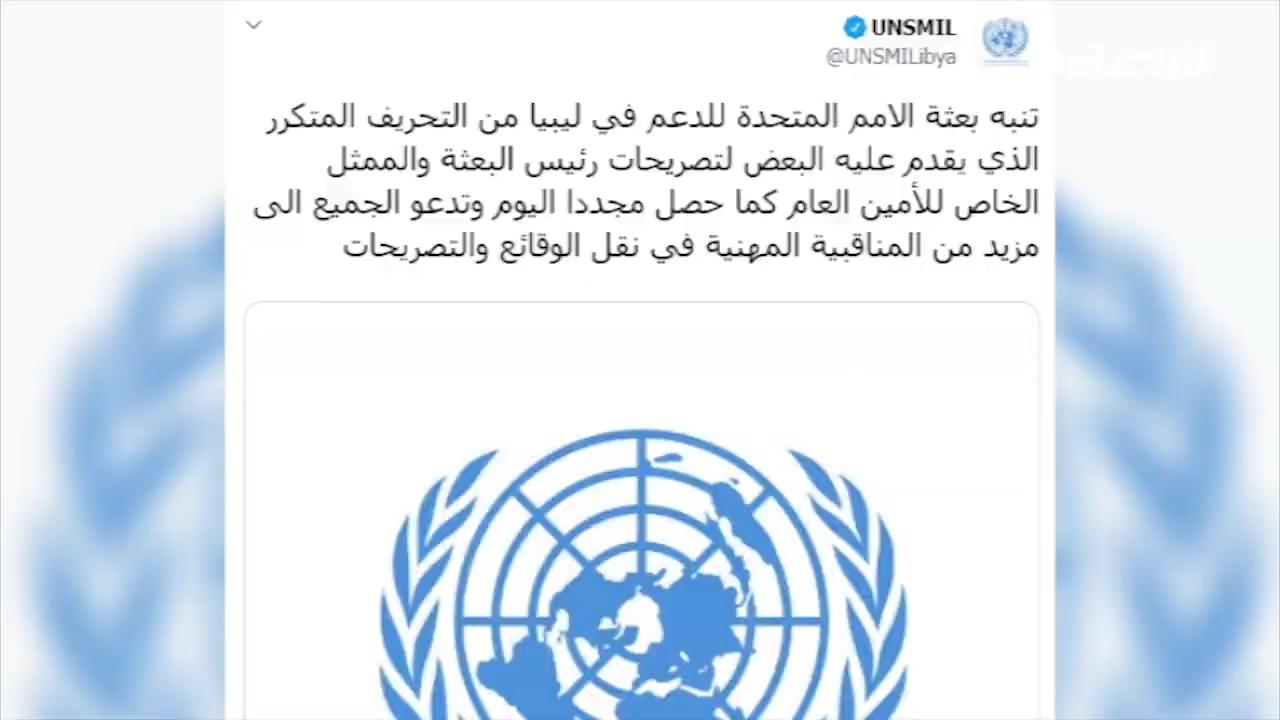 UNSMIL
@UNSMILibya
تنبه بعثة الامم المتحدة للدعم في ليبيا من التحريف المتكرر
الذي يقدم عليه البعض لتصريحات رئيس البعثة والممثل
الخاص للأمين العام كما حصل مجددا اليوم وتدعو الجميع الى
مزيد من المناقبية المهنية في نقل الوقائع والتصريحات